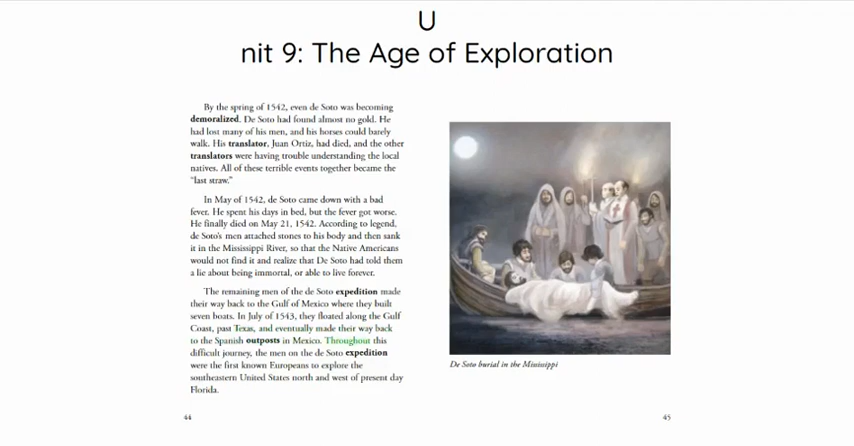 U
nit 9: The Age of Exploration
By the spring of 1542, even de Soto was becoming
demoralized. De Soto had found almost no gold. He
had lost many of his men, and his horses could barely
walk. His translator, Juan Ortiz, had died, and the other
translators were having trouble understanding the local
natives. All of these terrible events together became the
"last straw."
In May of 1542, de Soto came down with a bad
fever. He spent his days in bed, but the fever got worse.
He finally died on May 21, 1542. According to legend,
de Soto's men attached stones to his body and then sank
it in the Mississippi River, so that the Native Americans
would not find it and realize that De Soto had told them
a lie about being immortal, or able to live forever.
The remaining men of the de Soto expedition made
their way back to the Gulf of Mexico where they built
seven boats. In July of 1543, they floated along the Gulf
Coast, past Texas, and eventually made their way back
to the Spanish outposts in Mexico. Throughout this
difficult journey, the men on the de Soto expedition
were the first known Europeans to explore the
southeastern United States north and west of present day
Florida.
De Soto burial in the Mississippi
44
45